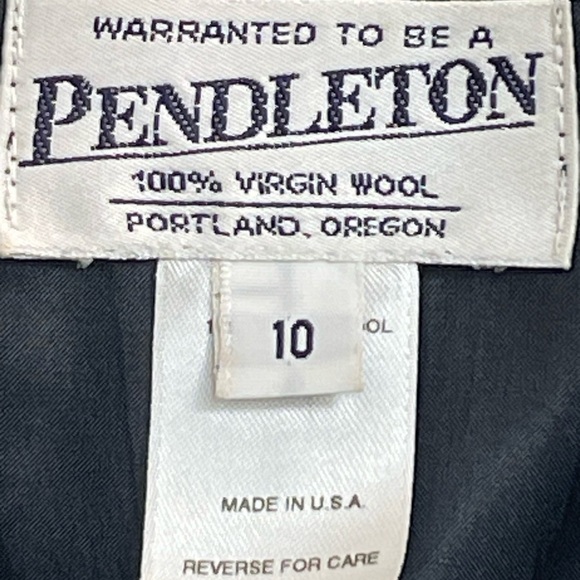 WARRANTED TO BE A
PENDLETON
100% VIRGIN WOOL
PORTLAND, OREGON
10
MADE IN U.S.A.
REVERSE FOR CARE